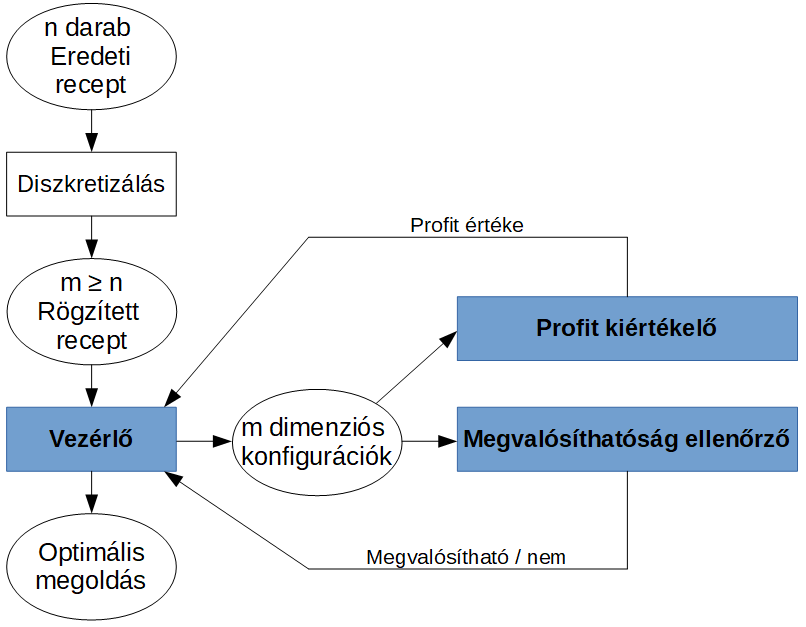 n darab
Eredeti
recept
Diszkretizálás
Profit értéke
m ≥ n
Rögzített
recept
Profit kiértékelő
Vezérlő
m dimenziós
konfigurációk
Megvalósíthatóság ellenőrző
Optimális
megoldás
Megvalósítható / nem